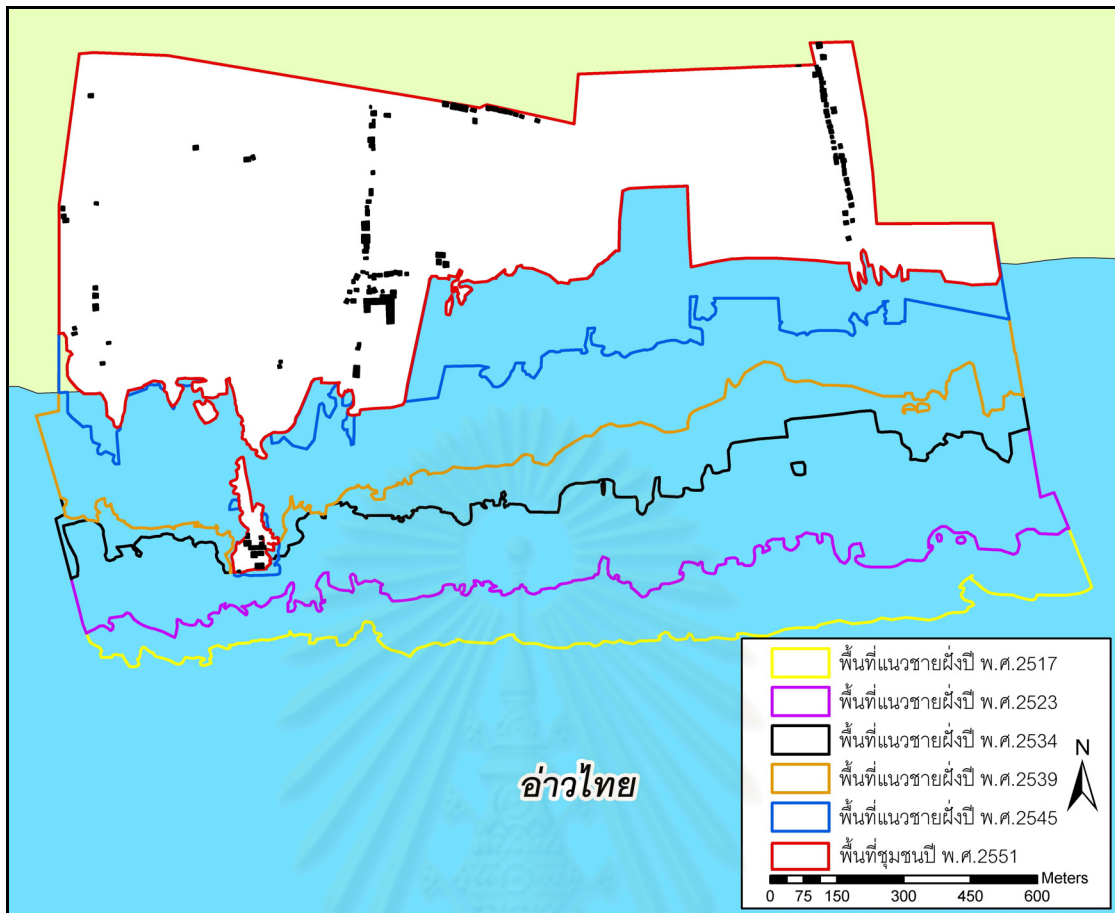 อ่าวไทย
พื้นที่แนวชายฝั่งปี พ.ศ.2517
พื้นที่แนวชายฝั่งปี พ.ศ.2523
พื้นที่แนวชายฝั่งปี พ.ศ.2534
พื้นที่แนวชายฝั่งปี พ.ศ.2539
พื้นที่แนวชายฝั่งปี พ.ศ.2545
พื้นที่ชุมชนปี พ.ศ.2551
N
Meters
0 75 150 300 450 600